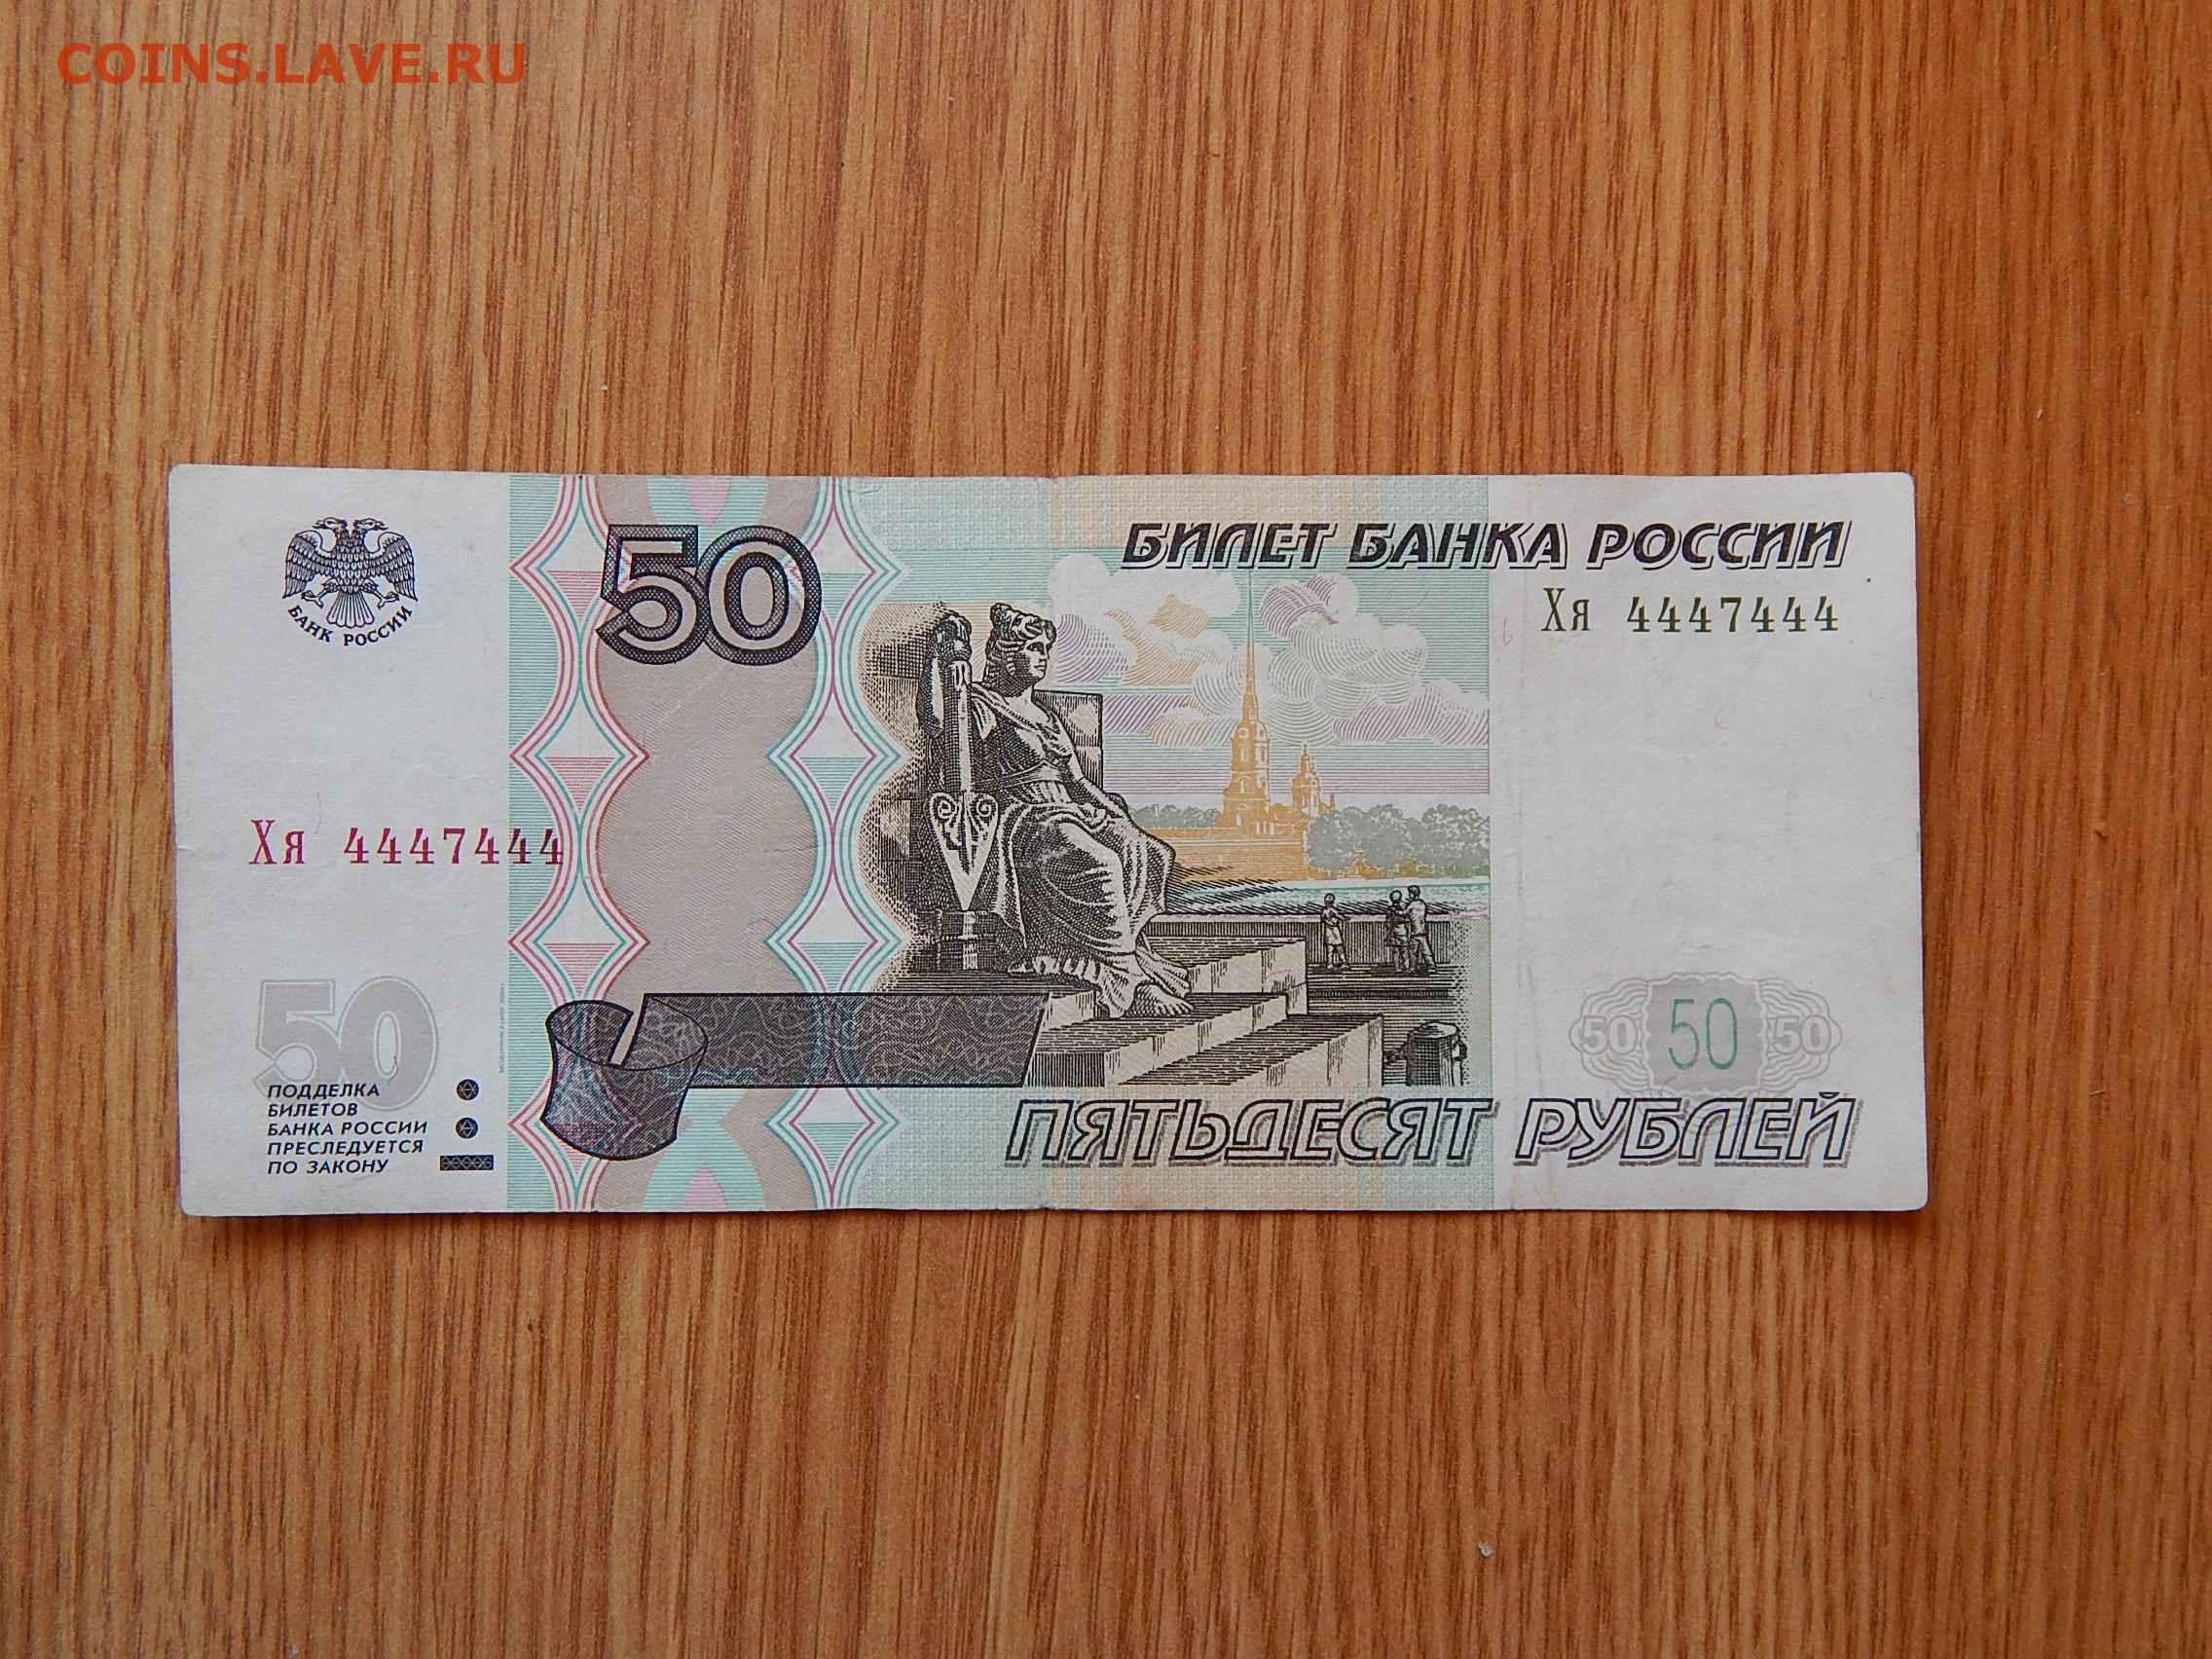 COINS.LAVE.RU
БИЛЕТ БАНКА РОССИИ
50
Хя 4447444
БАНК РОССИИ
Хя 4447444
50
50 50 50
ПОДДЕЛКА
БИЛЕТОВ
БАНКА РОССИИ
ПРЕСЛЕДУЕТСЯ
ПО ЗАКОНУ
ПЯТЬДЕСЯТ РУБЛЕЙ